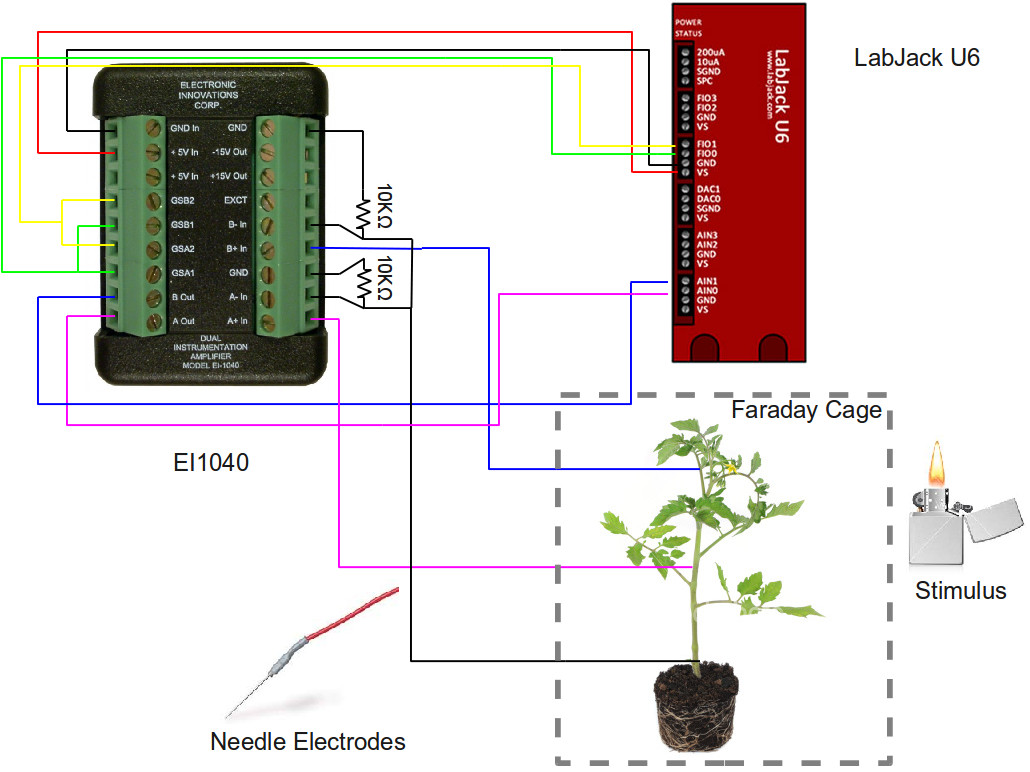 LabJack U6
POWER
STATUS
200uA
10uA
SGND
SPC
FIO3
FIO2
GND
VS
FIO1
FIO0
GND
VS
DAC1
DAC0
SGND
VS
AIN3
AIN2
GND
VS
AIN1
AIN0
GND
VS
LabJack U6
www.labjack.com
ELECTRONIC
INNOVATIONS
CORP.
GND In
+ 5V In
+ 5V In
GSB2
GSB1
GSA2
GSA1
B Out
A Out
GND
-15V Out
+15V Out
EXCT
B- In
B+ In
GND
A- In
A+ In
DUAL
INSTRUMENTATION
AMPLIFIER
MODEL EI-1040
10KΩ
10KΩ
EI1040
Faraday Cage
Stimulus
Needle Electrodes